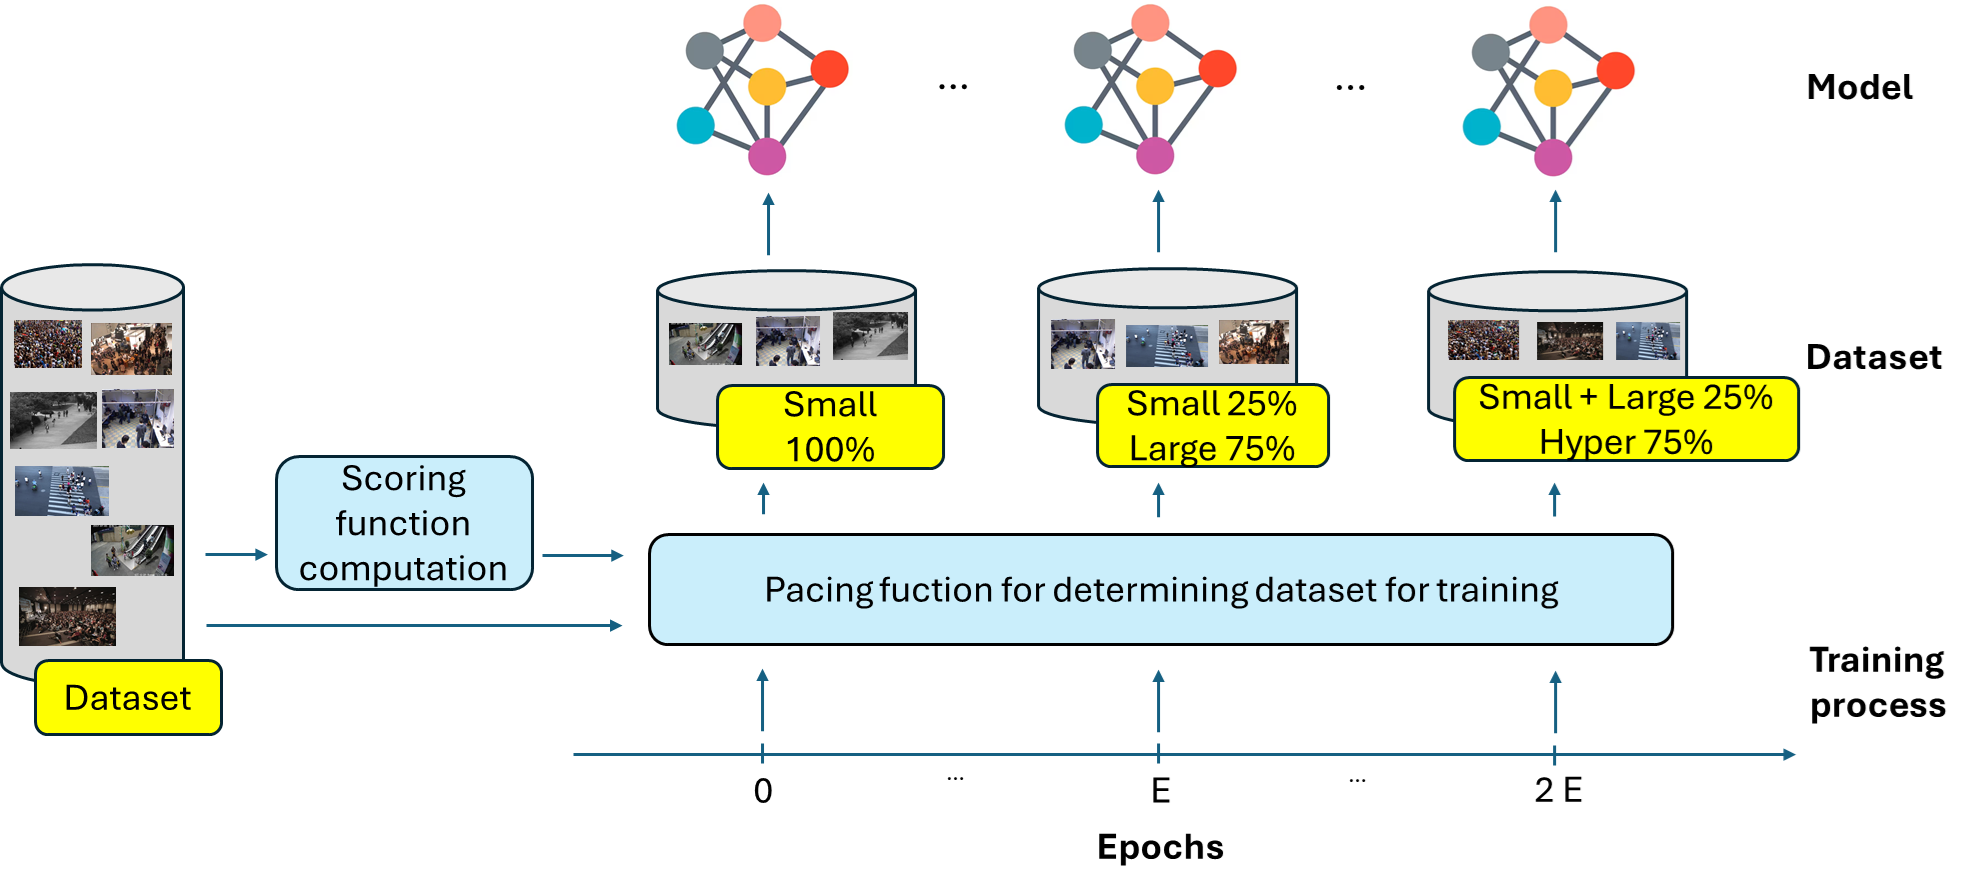 ...
...
Model
Small
100%
Small 25%
Large 75%
Small + Large 25%
Hyper 75%
Dataset
Scoring
function
computation
Pacing fuction for determining dataset for training
Dataset
Training
process
0
...
E
...
2 E
Epochs